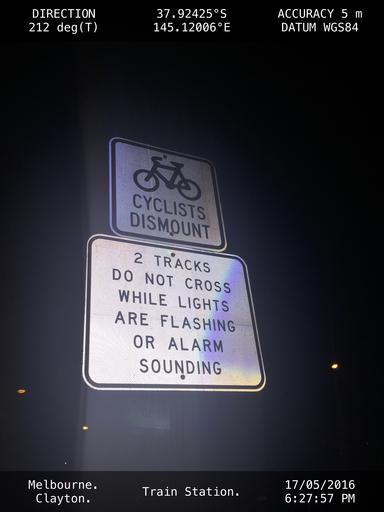 DIRECTION
212 deg(T)
37.92425°S
145.12006°E
ACCURACY 5 m
DATUM WGS84
CYCLISTS
DISMOUNT
2 TRACKS
DO NOT CROSS
WHILE LIGHTS
ARE FLASHING
OR ALARM
SOUNDING
Melbourne.
Clayton.
Train Station.
17/05/2016
6:27:57 PM